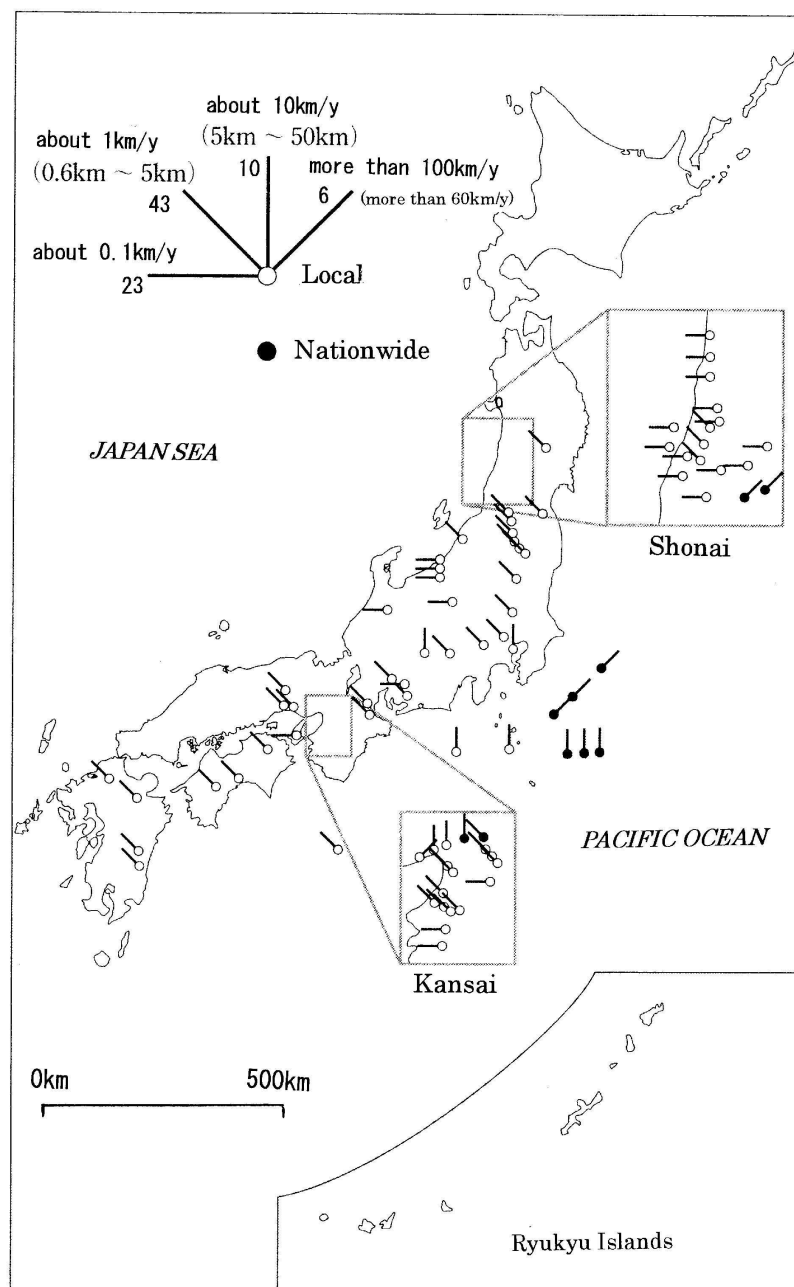 about 10km/y
(5km ~ 50km)
10
about 1km/y
(0.6km ~ 5km)
43
more than 100km/y
6 (more than 60km/y)
about 0.1km/y
23
Local
Nationwide
JAPAN SEA
Shonai
PACIFIC OCEAN
Kansai
0km 500km
Ryukyu Islands